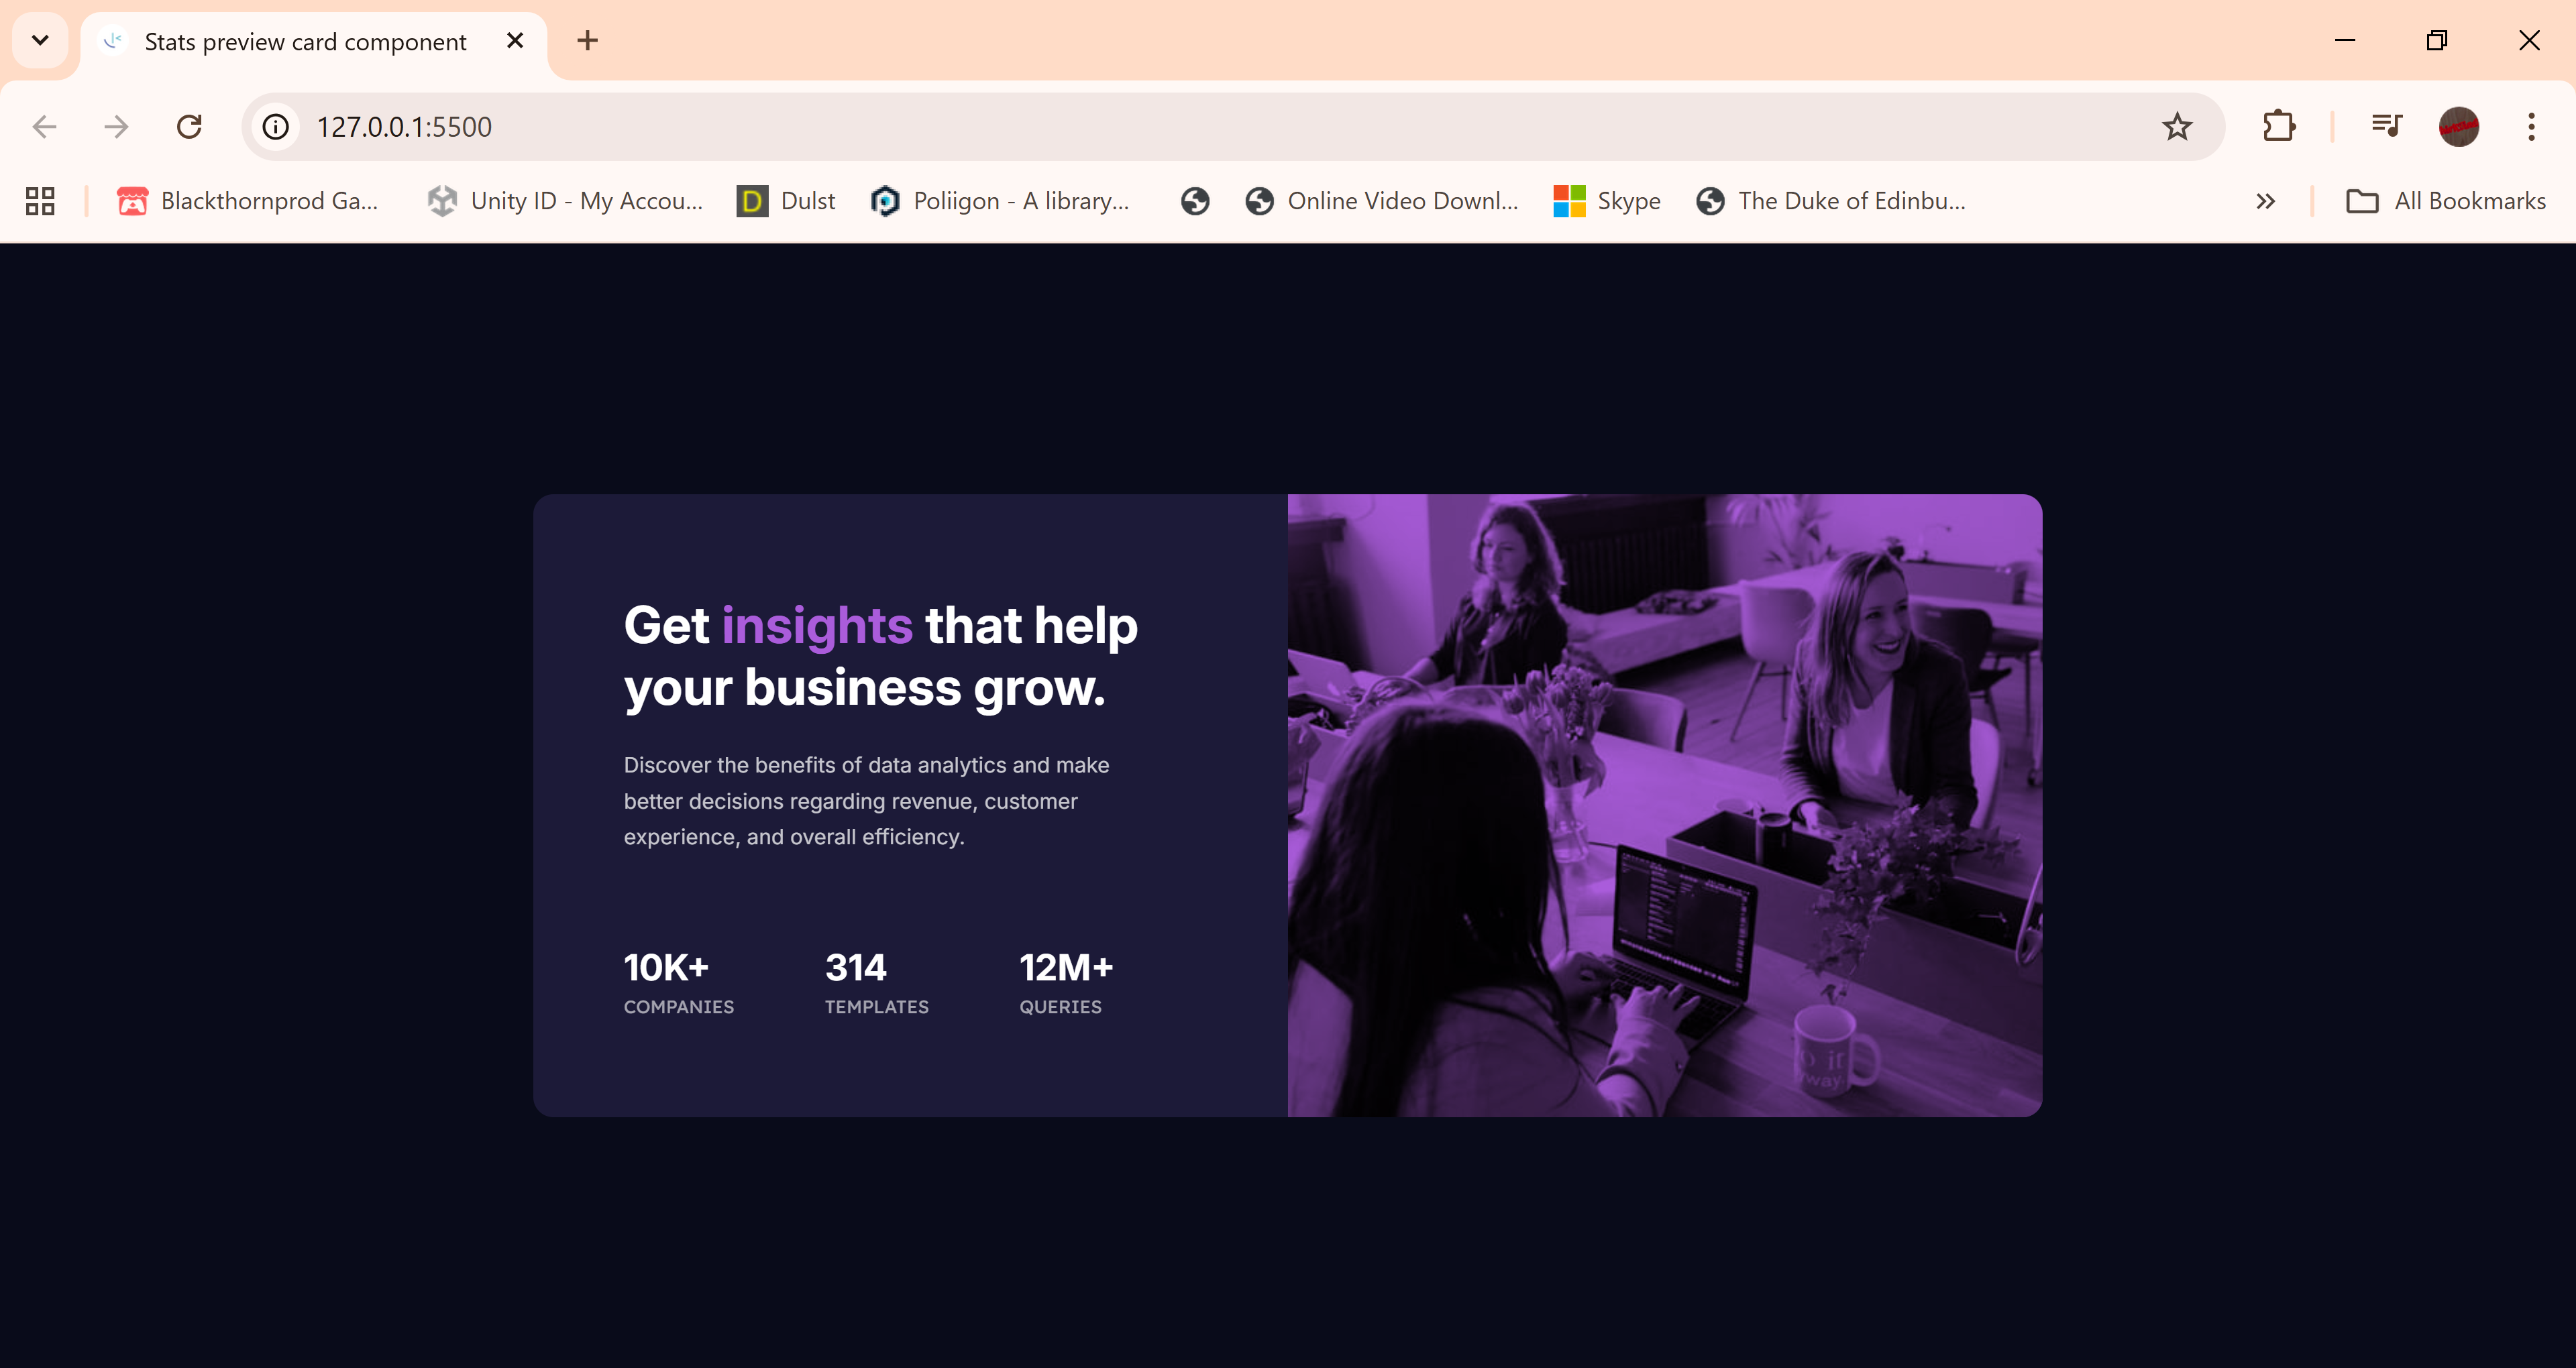 Stats preview card component
127.0.0.1:5500
Blackthornprod Ga...
Unity ID - My Accou...
D
Dulst
Poliigon - A library...
Online Video Downl...
Skype
The Duke of Edinbu...
All Bookmarks
Get insights that help
your business grow.
Discover the benefits of data analytics and make
better decisions regarding revenue, customer
experience, and overall efficiency.
10K+ 314 12M+
COMPANIES TEMPLATES QUERIES
it
way